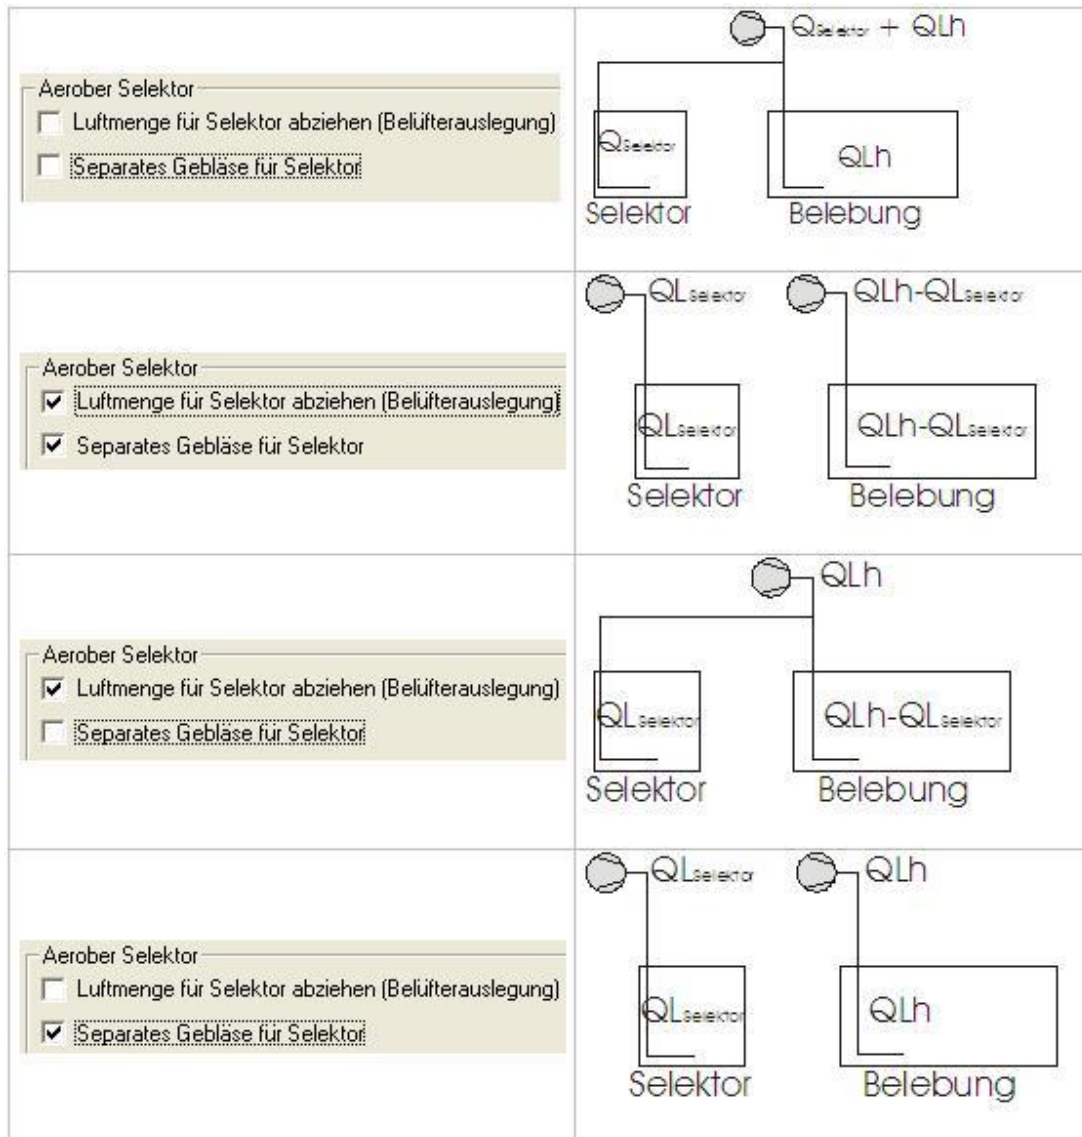 Aerober Selektor
Luftmenge für Selektor abziehen (Belüfterauslegung)
Separates Gebläse für Selektor
QSelektor + QLh
QSelektor
QLh
Selektor
Belebung
Aerober Selektor
Luftmenge für Selektor abziehen (Belüfterauslegung)
Separates Gebläse für Selektor
QLSelektor
QLh-QLSelektor
QLSelektor
QLh-QLSelektor
Selektor
Belebung
Aerober Selektor
Luftmenge für Selektor abziehen (Belüfterauslegung)
Separates Gebläse für Selektor
QLh
QLSelektor
QLh-QLSelektor
Selektor
Belebung
Aerober Selektor
Luftmenge für Selektor abziehen (Belüfterauslegung)
Separates Gebläse für Selektor
QLSelektor
QLh
QLSelektor
QLh
Selektor
Belebung